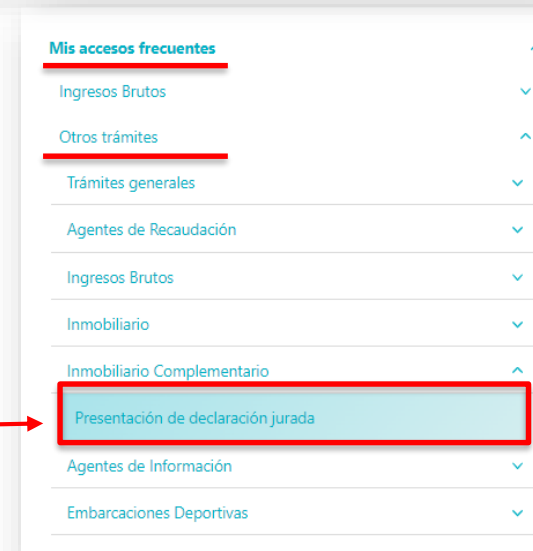 Mis accesos frecuentes
Ingresos Brutos
Otros trámites
Trámites generales
Agentes de Recaudación
Ingresos Brutos
Inmobiliario
Inmobiliario Complementario
Presentación de declaración jurada
Agentes de Información
Embarcaciones Deportivas